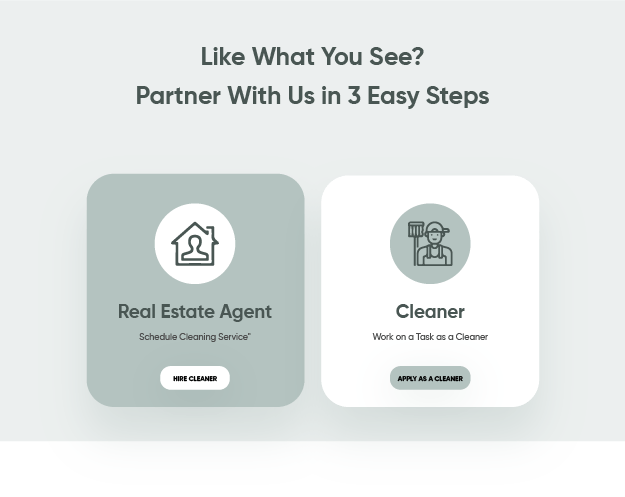 Like What You See?
Partner With Us in 3 Easy Steps
Real Estate Agent
Schedule Cleaning Service"
HIRE CLEANER
Cleaner
Work on a Task as a Cleaner
APPLY AS A CLEANER